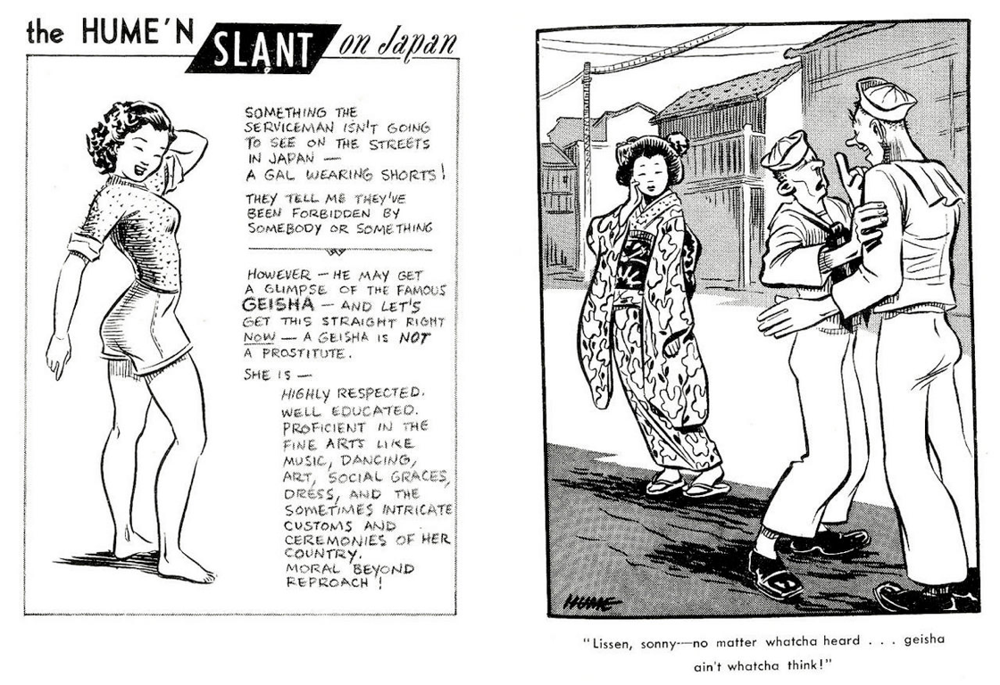 the HUME'N SLANT on Japan
SOMETHING THE
SERVICEMAN ISN'T GOING
TO SEE ON THE STREETS
IN JAPAN —
A GAL WEARING SHORTS!
THEY TELL ME THEY'VE
BEEN FORBIDDEN BY
SOMEBODY OR SOMETHING
HOWEVER — HE MAY GET
A GLIMPSE OF THE FAMOUS
GEISHA — AND LET'S
GET THIS STRAIGHT RIGHT
NOW — A GEISHA IS NOT
A PROSTITUTE.
SHE IS —
HIGHLY RESPECTED.
WELL EDUCATED.
PROFICIENT IN THE
FINE ARTS LIKE
MUSIC, DANCING,
ART, SOCIAL GRACES,
DRESS, AND THE
SOMETIMES INTRICATE
CUSTOMS AND
CEREMONIES OF HER
COUNTRY.
MORAL BEYOND
REPROACH!
HUME
"Lissen, sonny—no matter whatcha heard . . . geisha
ain't whatcha think!"